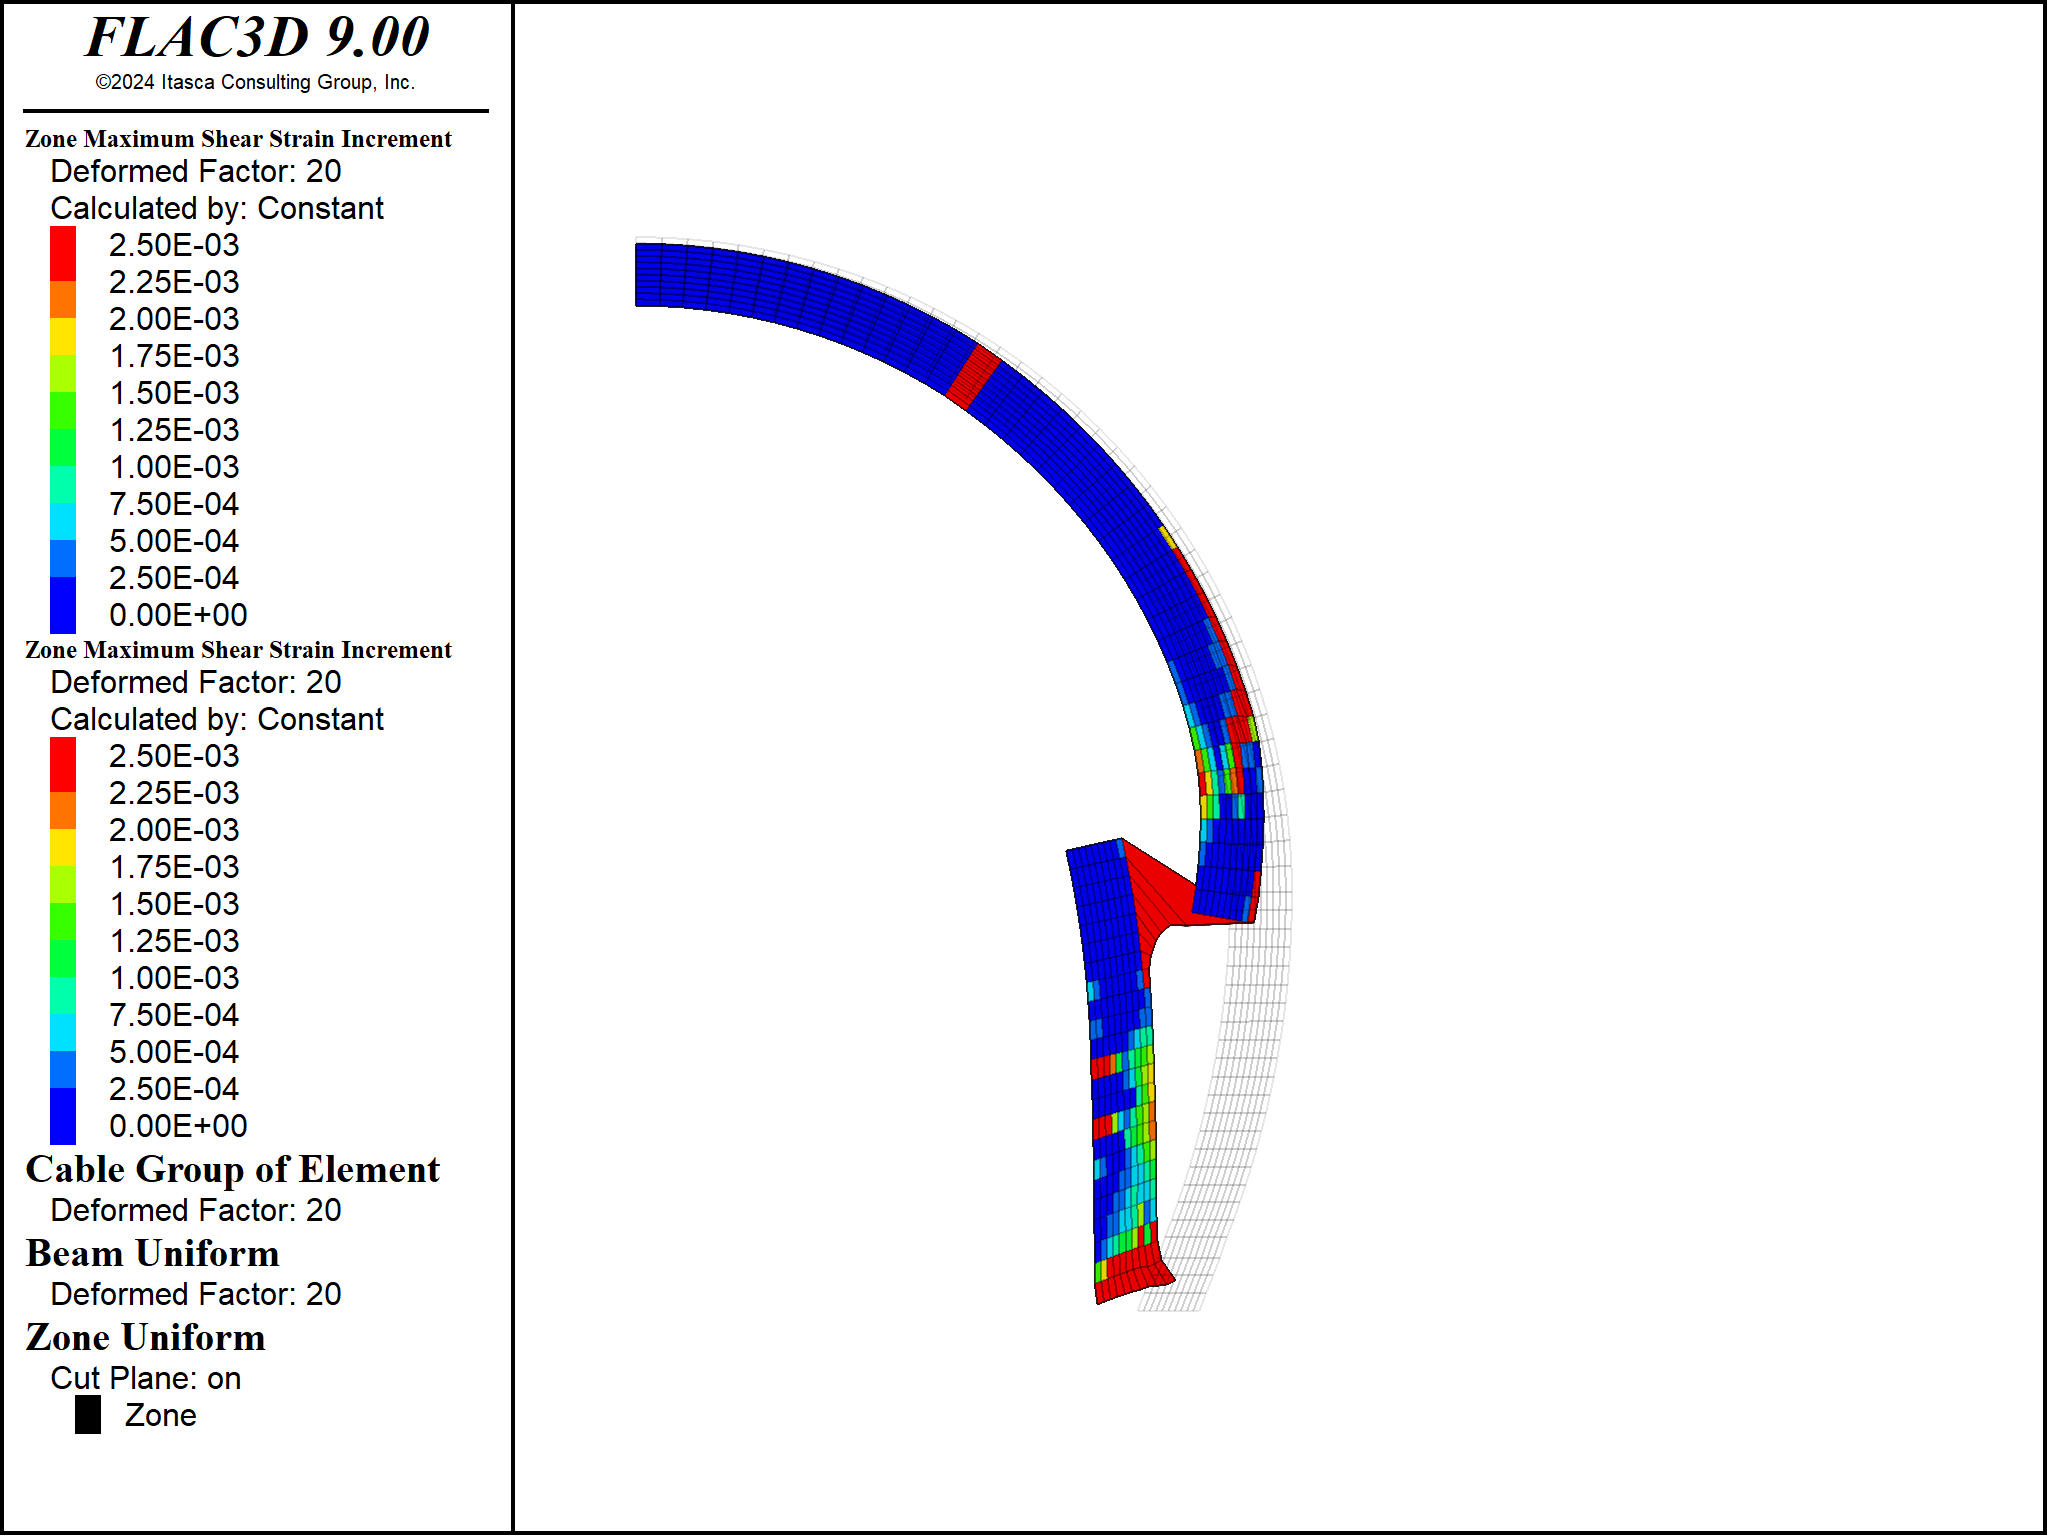 FLAC3D 9.00
©2024 Itasca Consulting Group, Inc.
Zone Maximum Shear Strain Increment
Deformed Factor: 20
Calculated by: Constant
2.50E-03
2.25E-03
2.00E-03
1.75E-03
1.50E-03
1.25E-03
1.00E-03
7.50E-04
5.00E-04
2.50E-04
0.00E+00
Zone Maximum Shear Strain Increment
Deformed Factor: 20
Calculated by: Constant
2.50E-03
2.25E-03
2.00E-03
1.75E-03
1.50E-03
1.25E-03
1.00E-03
7.50E-04
5.00E-04
2.50E-04
0.00E+00
Cable Group of Element
Deformed Factor: 20
Beam Uniform
Deformed Factor: 20
Zone Uniform
Cut Plane: on
Zone